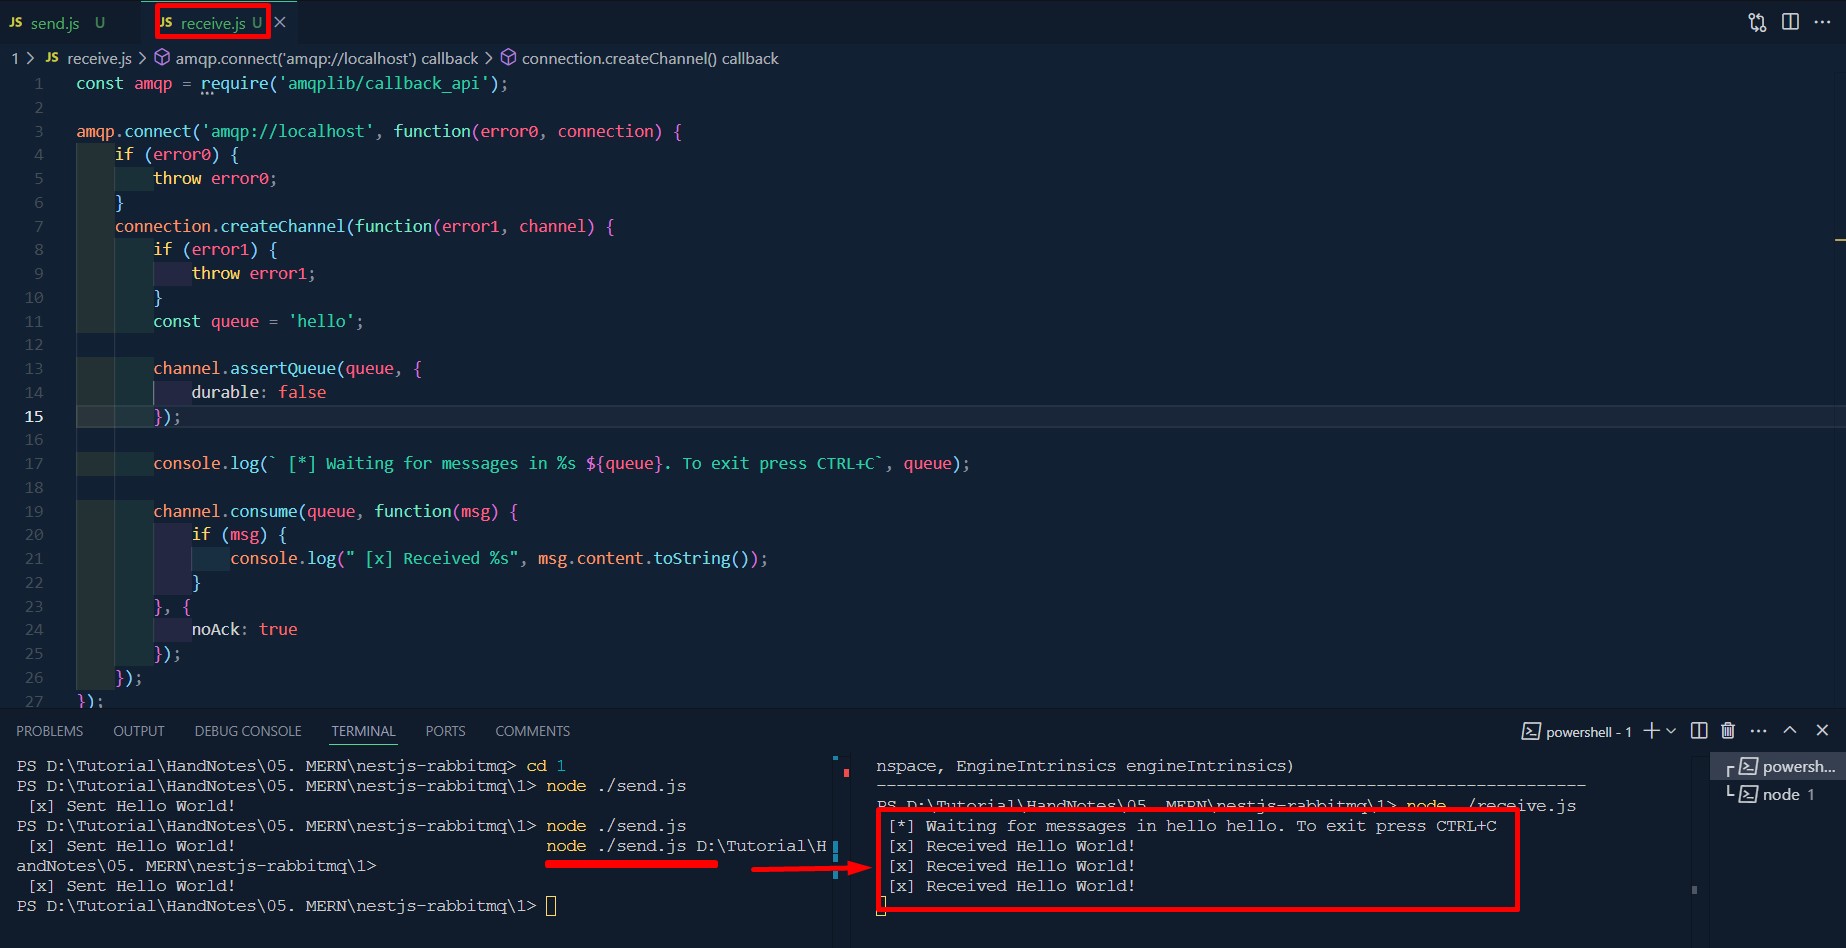 JS send.js U
JS receive.js U
1 > JS receive.js > amqp.connect('amqp://localhost') callback > connection.createChannel() callback
1 const amqp = require('amqplib/callback_api');
2
3 amqp.connect('amqp://localhost', function(error0, connection) {
4 if (error0) {
5 throw error0;
6 }
7 connection.createChannel(function(error1, channel) {
8 if (error1) {
9 throw error1;
10 }
11 const queue = 'hello';
12
13 channel.assertQueue(queue, {
14 durable: false
15 });
16
17 console.log(` [*] Waiting for messages in %s ${queue}. To exit press CTRL+C`, queue);
18
19 channel.consume(queue, function(msg) {
20 if (msg) {
21 console.log(" [x] Received %s", msg.content.toString());
22 }
23 }, {
24 noAck: true
25 });
26 });
27 });
PROBLEMS OUTPUT DEBUG CONSOLE TERMINAL PORTS COMMENTS
powershell - 1
PS D:\Tutorial\HandNotes\05. MERN\nestjs-rabbitmq> cd 1
PS D:\Tutorial\HandNotes\05. MERN\nestjs-rabbitmq\1> node ./send.js
[x] Sent Hello World!
PS D:\Tutorial\HandNotes\05. MERN\nestjs-rabbitmq\1> node ./send.js
[x] Sent Hello World! node ./send.js D:\Tutorial\H
andNotes\05. MERN\nestjs-rabbitmq\1>
[x] Sent Hello World!
PS D:\Tutorial\HandNotes\05. MERN\nestjs-rabbitmq\1>
nspace, EngineIntrinsics engineIntrinsics)
-----------------------------------------------------------------------
PS D:\Tutorial\HandNotes\05. MERN\nestjs-rabbitmq\1> node ./receive.js
[*] Waiting for messages in hello hello. To exit press CTRL+C
[x] Received Hello World!
[x] Received Hello World!
[x] Received Hello World!
powersh...
node 1